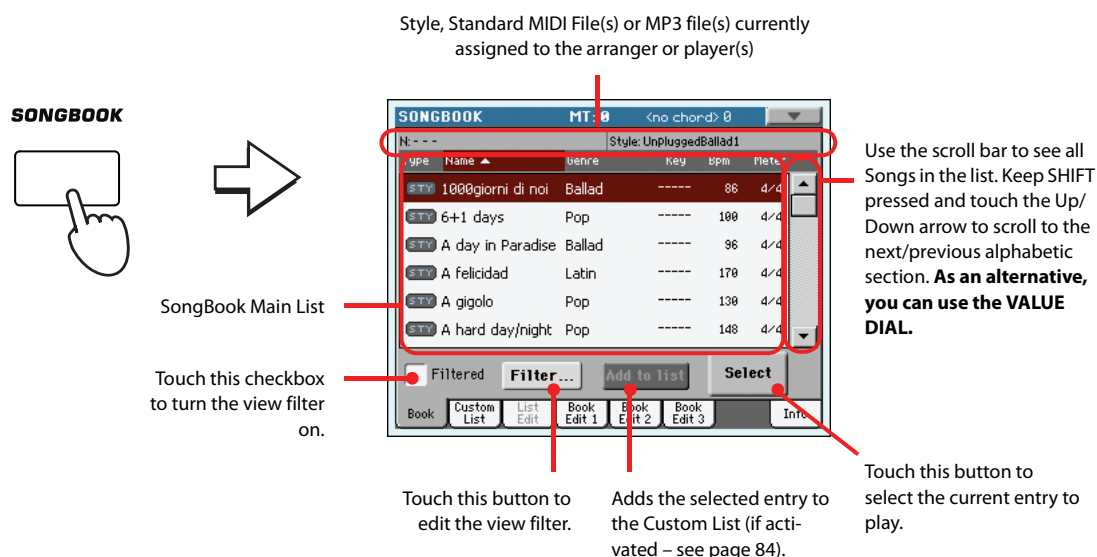 Style, Standard MIDI File(s) or MP3 file(s) currently
assigned to the arranger or player(s)
SONGBOOK
SONGBOOK MT: 0 <no chord> 0
N: - - - Style: UnpluggedBallad1
Type Name Genre Key Bpm Meter
STY 1000giorni di noi Ballad ----- 86 4/4
STY 6+1 days Pop ----- 100 4/4
STY A day in Paradise Ballad ----- 96 4/4
STY A felicidad Latin ----- 170 4/4
STY A gigolo Pop ----- 130 4/4
STY A hard day/night Pop ----- 148 4/4
Filtered Filter... Add to list Select
Book Custom List List Edit Book Edit 1 Book Edit 2 Book Edit 3 Info
Use the scroll bar to see all
Songs in the list. Keep SHIFT
pressed and touch the Up/
Down arrow to scroll to the
next/previous alphabetic
section. As an alternative,
you can use the VALUE
DIAL.
SongBook Main List
Touch this checkbox
to turn the view filter
on.
Touch this button to
edit the view filter.
Adds the selected entry to
the Custom List (if acti-
vated – see page 84).
Touch this button to
select the current entry to
play.